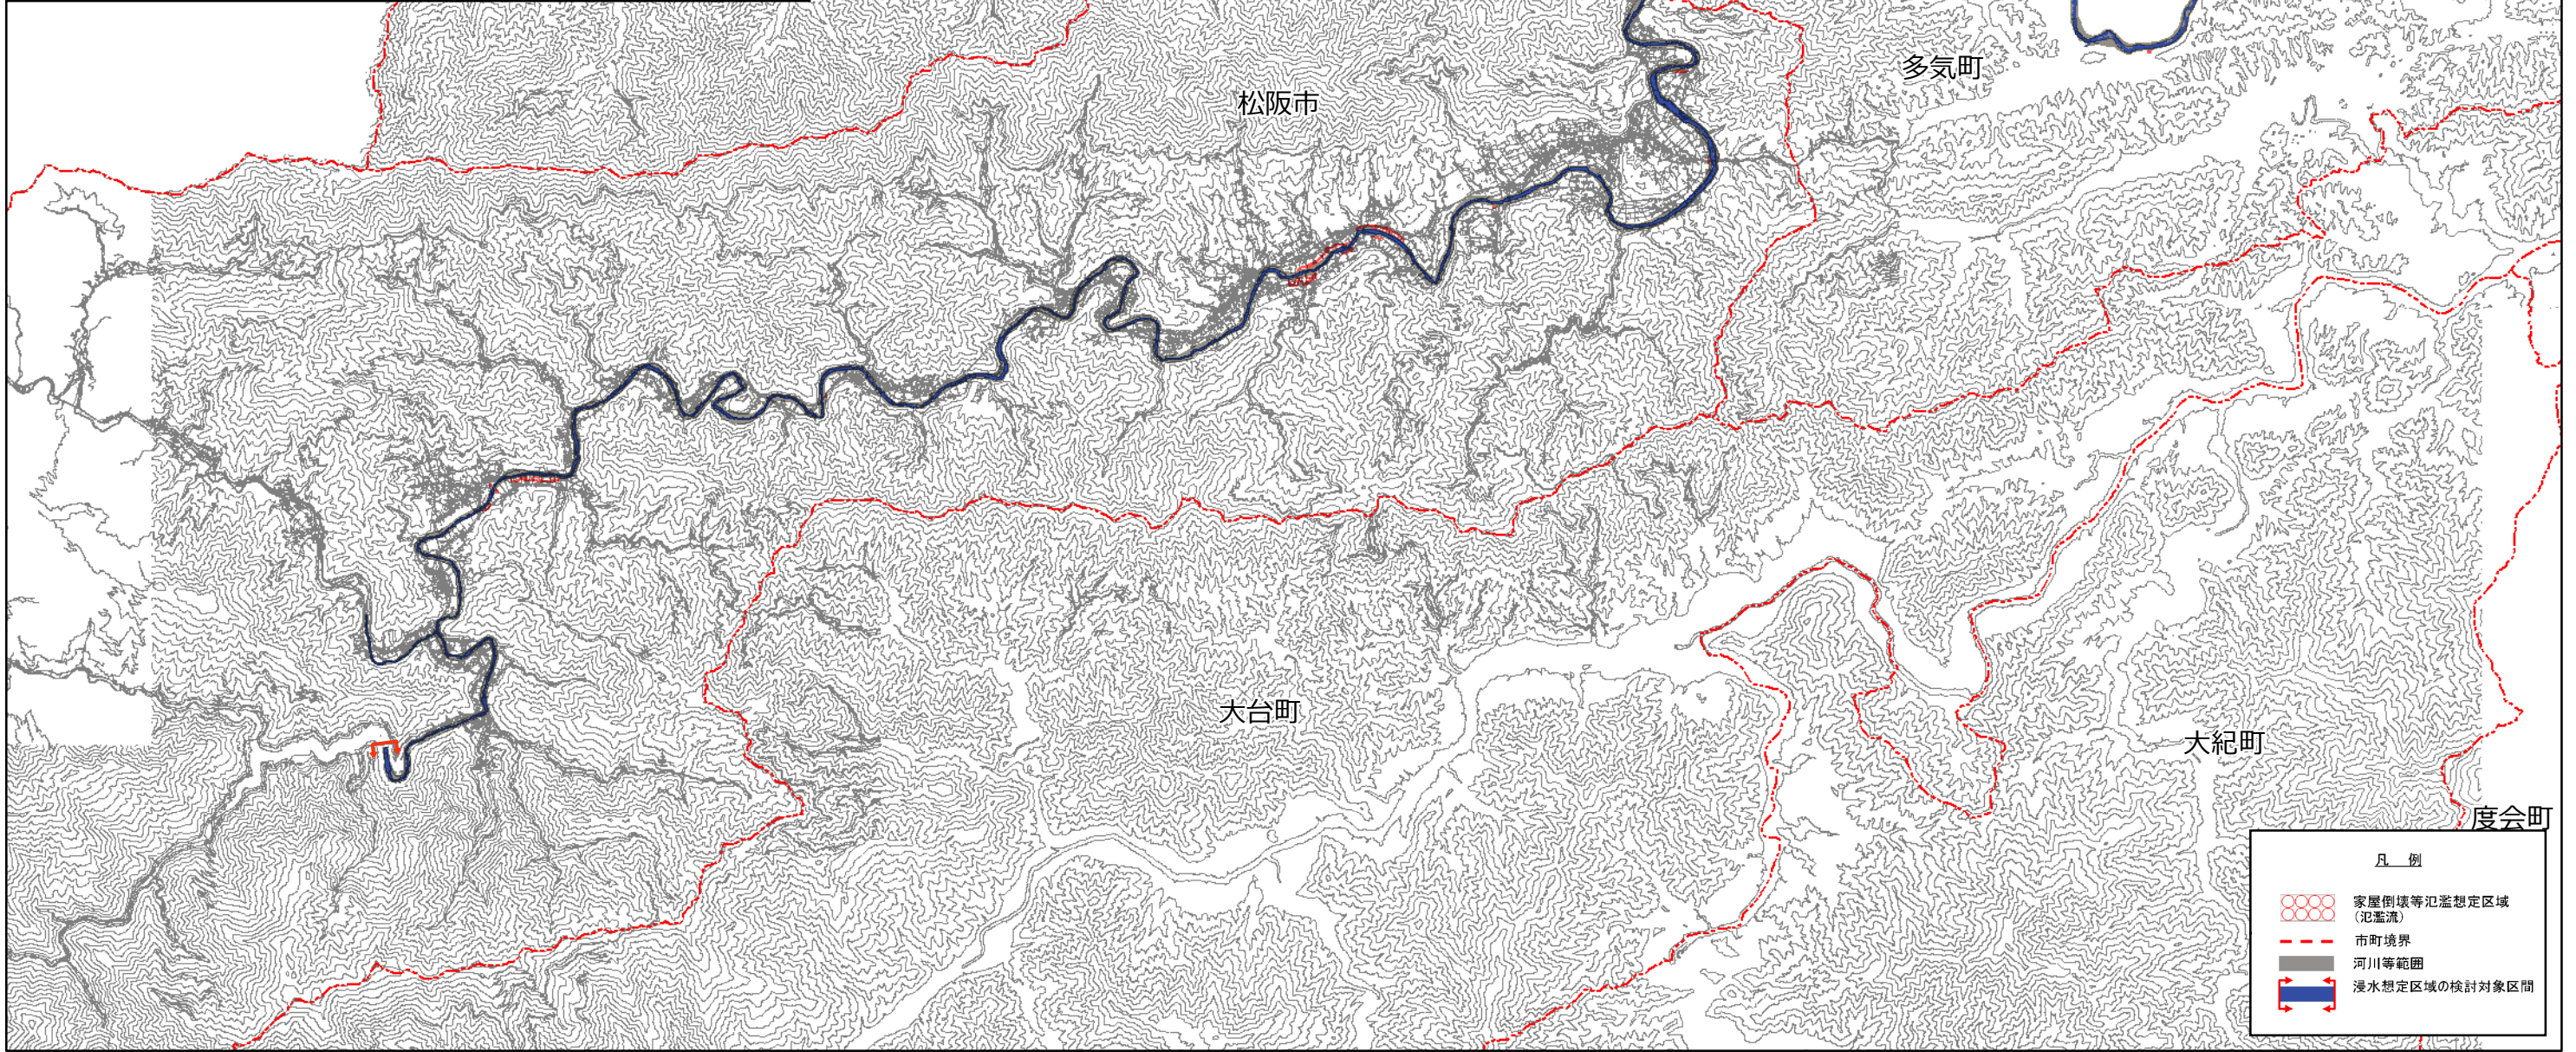 多気町
松阪市
大台町
大紀町
度会町
凡 例
家屋倒壊等氾濫想定区域
（氾濫流）
市町境界
河川等範囲
浸水想定区域の検討対象区間